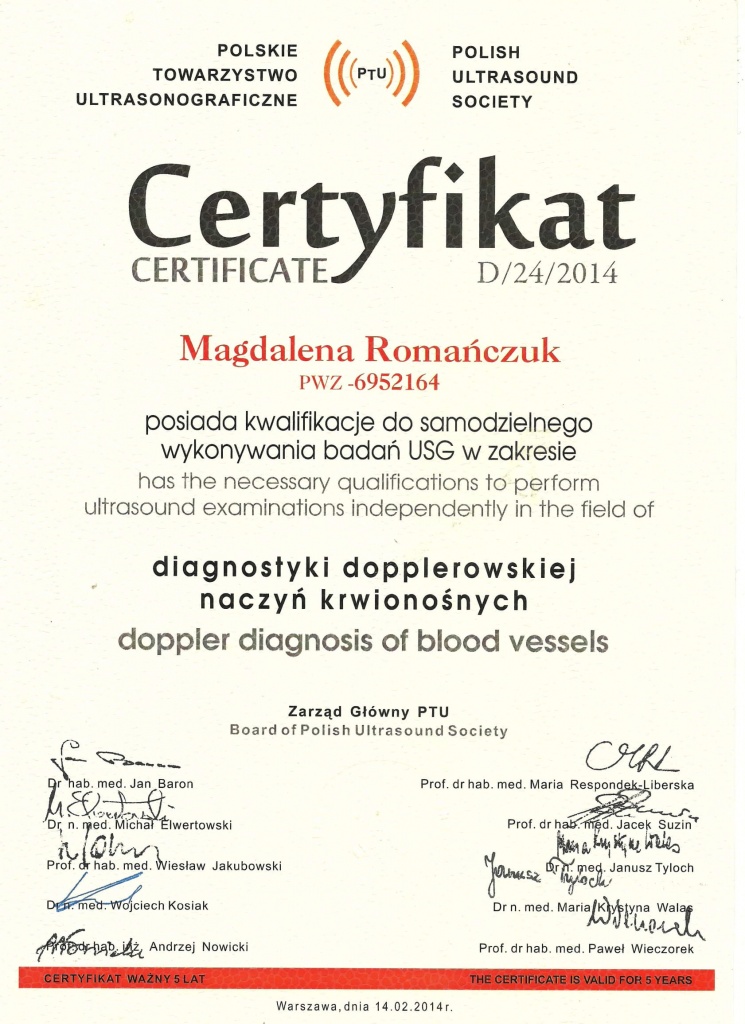 POLSKIE
TOWARZYSTWO
ULTRASONOGRAFICZNE
PTU
POLISH
ULTRASOUND
SOCIETY
Certyfikat
CERTIFICATE
D/24/2014
Magdalena Romańczuk
PWZ -6952164
posiada kwalifikacje do samodzielnego
wykonywania badań USG w zakresie
has the necessary qualifications to perform
ultrasound examinations independently in the field of
diagnostyki dopplerowskiej
naczyń krwionośnych
doppler diagnosis of blood vessels
Zarząd Główny PTU
Board of Polish Ultrasound Society
Dr hab. med. Jan Baron
Prof. dr hab. med. Maria Respondek-Liberska
Dr n. med. Michał Elwertowski
Prof. dr hab. med. Jacek Suzin
Prof. dr hab. med. Wiesław Jakubowski
Janusz Tyloch
Dr n. med. Janusz Tyloch
Dr n. med. Wojciech Kosiak
Dr n. med. Maria Krystyna Walas
Prof. dr hab. inż. Andrzej Nowicki
Prof. dr hab. med. Paweł Wieczorek
CERTYFIKAT WAŻNY 5 LAT
THE CERTIFICATE IS VALID FOR 5 YEARS
Warszawa, dnia 14.02.2014r.